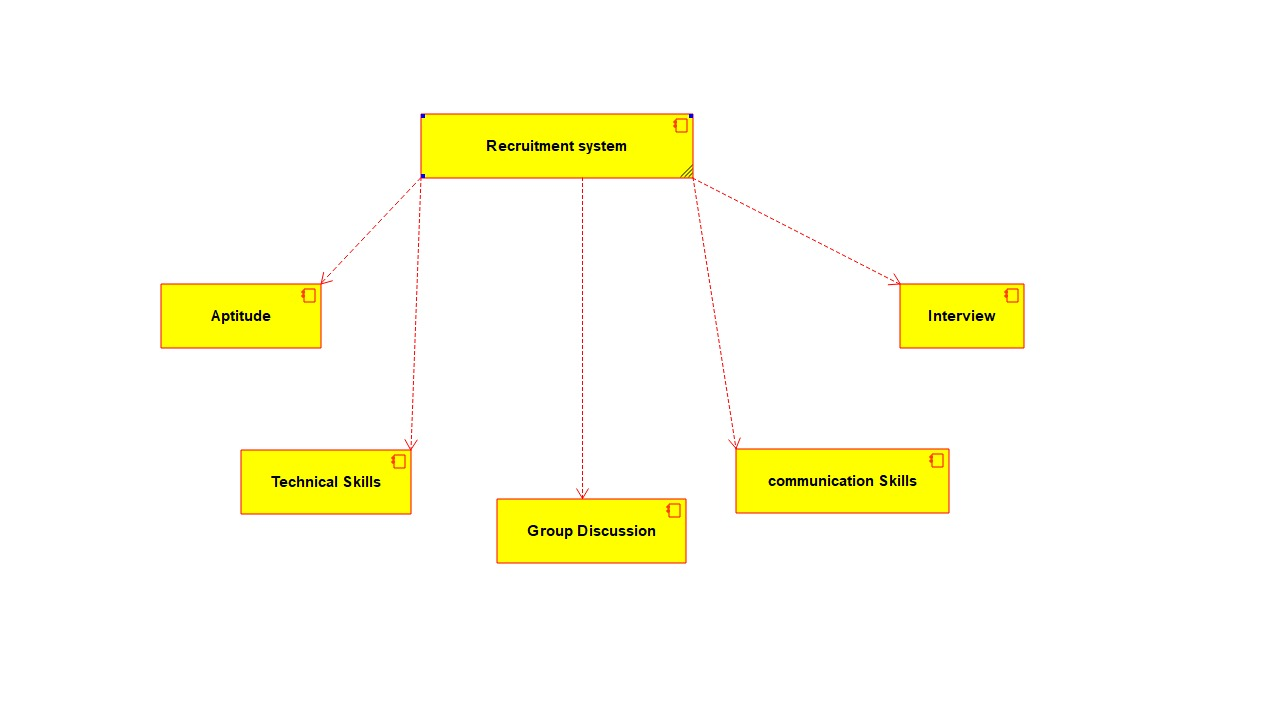 Recruitment system
Aptitude
Interview
Technical Skills
communication Skills
Group Discussion